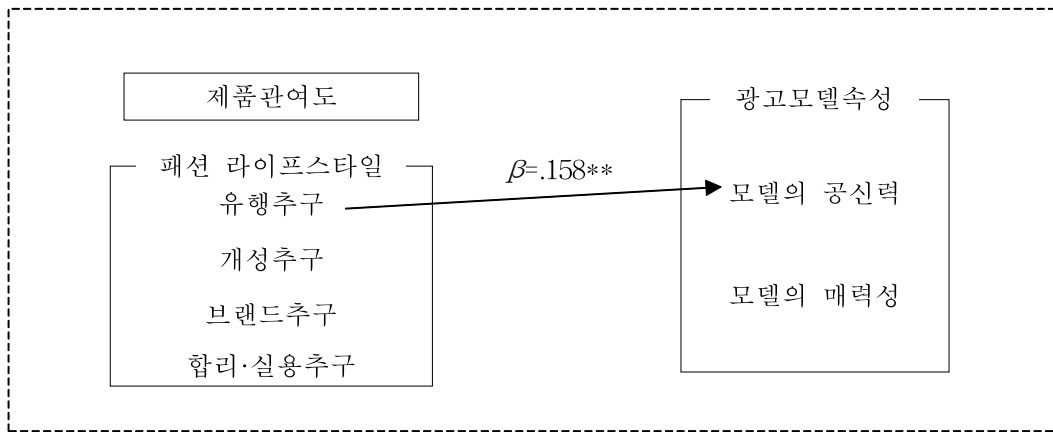 제품관여도
패션 라이프스타일
유행추구
개성추구
브랜드추구
합리·실용추구
β=.158**
광고모델속성
모델의 공신력
모델의 매력성